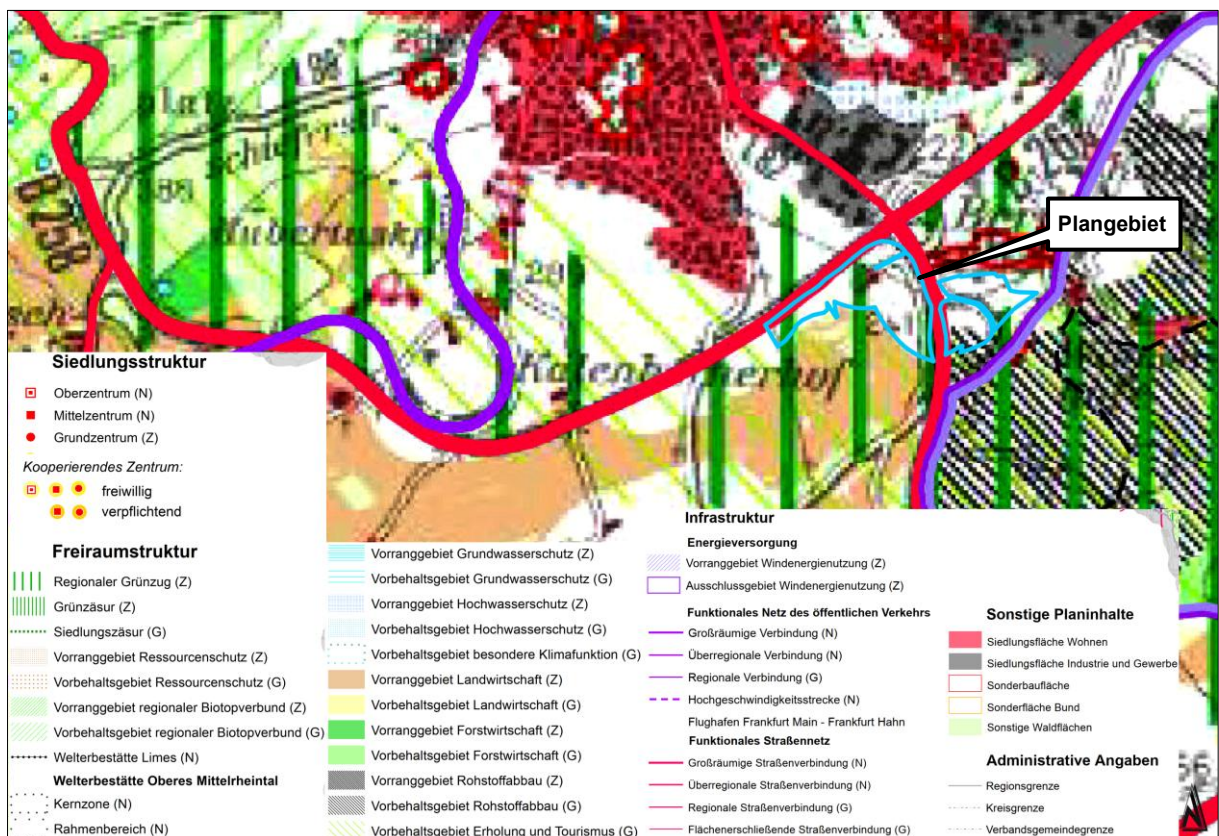 Plangebiet
B 258
Siedlungsstruktur
Oberzentrum (N)
Mittelzentrum (N)
Grundzentrum (Z)
Kooperierendes Zentrum:
freiwillig
verpflichtend
Freiraumstruktur
Regionaler Grünzug (Z)
Grünzäsur (Z)
Siedlungszäsur (G)
Vorranggebiet Ressourcenschutz (Z)
Vorbehaltsgebiet Ressourcenschutz (G)
Vorranggebiet regionaler Biotopverbund (Z)
Vorbehaltsgebiet regionaler Biotopverbund (G)
Welterbestätte Limes (N)
Welterbestätte Oberes Mittelrheintal
Kernzone (N)
Rahmenbereich (N)
Vorranggebiet Grundwasserschutz (Z)
Vorbehaltsgebiet Grundwasserschutz (G)
Vorranggebiet Hochwasserschutz (Z)
Vorbehaltsgebiet Hochwasserschutz (G)
Vorbehaltsgebiet besondere Klimafunktion (G)
Vorranggebiet Landwirtschaft (Z)
Vorbehaltsgebiet Landwirtschaft (G)
Vorranggebiet Forstwirtschaft (Z)
Vorbehaltsgebiet Forstwirtschaft (G)
Vorranggebiet Rohstoffabbau (Z)
Vorbehaltsgebiet Rohstoffabbau (G)
Vorbehaltsgebiet Erholung und Tourismus (G)
Infrastruktur
Energieversorgung
Vorranggebiet Windenergienutzung (Z)
Ausschlussgebiet Windenergienutzung (Z)
Funktionales Netz des öffentlichen Verkehrs
Großräumige Verbindung (N)
Überregionale Verbindung (N)
Regionale Verbindung (G)
Hochgeschwindigkeitsstrecke (N)
Flughafen Frankfurt Main - Frankfurt Hahn
Funktionales Straßennetz
Großräumige Straßenverbindung (N)
Überregionale Straßenverbindung (N)
Regionale Straßenverbindung (G)
Flächenerschließende Straßenverbindung (G)
Sonstige Planinhalte
Siedlungsfläche Wohnen
Siedlungsfläche Industrie und Gewerbe
Sonderbaufläche
Sonderfläche Bund
Sonstige Waldflächen
Administrative Angaben
Regionsgrenze
Kreisgrenze
Verbandsgemeindegrenze